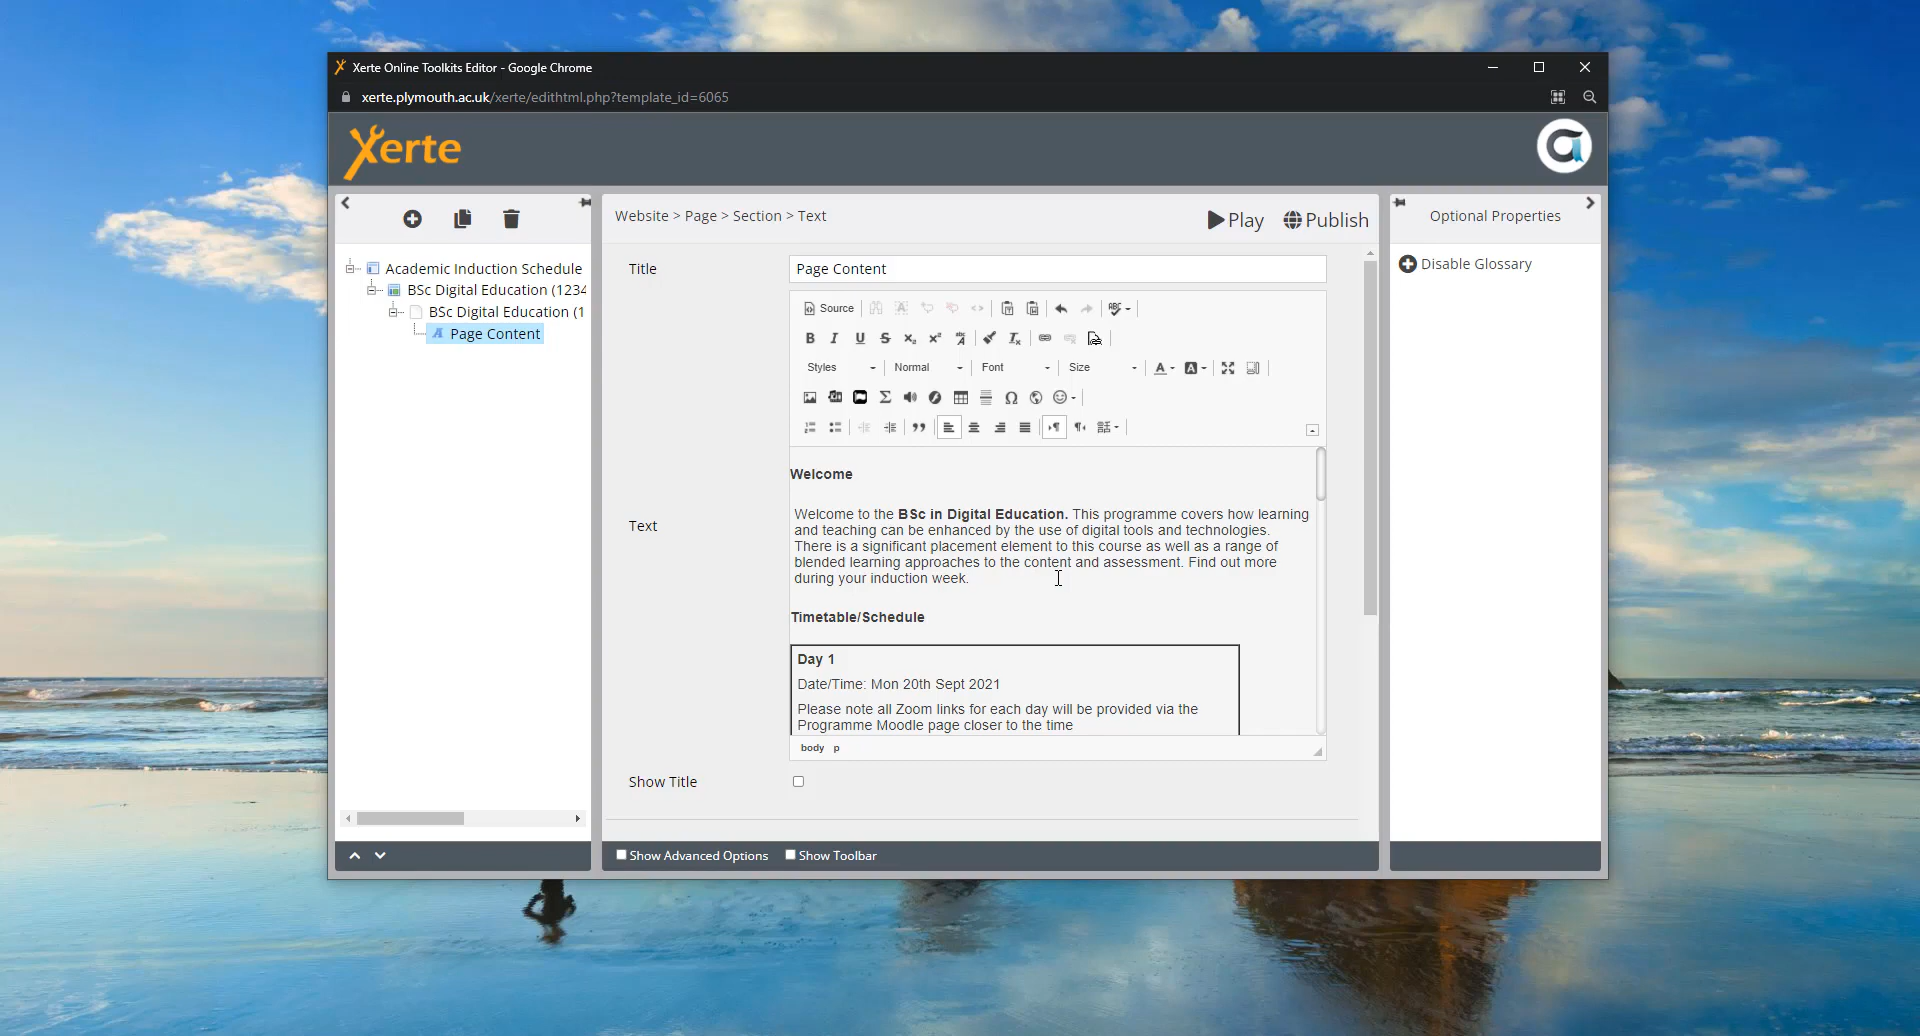 Xerte Online Toolkits Editor - Google Chrome
xerte.plymouth.ac.uk/xerte/edithtml.php?template_id=6065
Xerte
Academic Induction Schedule
BSc Digital Education (1234
BSc Digital Education (1
Page Content
Website > Page > Section > Text
Play
Publish
Title
Page Content
Source
Styles
Normal
Font
Size
Text
Welcome
Welcome to the BSc in Digital Education. This programme covers how learning
and teaching can be enhanced by the use of digital tools and technologies.
There is a significant placement element to this course as well as a range of
blended learning approaches to the content and assessment. Find out more
during your induction week.
Timetable/Schedule
Day 1
Date/Time: Mon 20th Sept 2021
Please note all Zoom links for each day will be provided via the
Programme Moodle page closer to the time
body p
Show Title
Show Advanced Options
Show Toolbar
Optional Properties
Disable Glossary